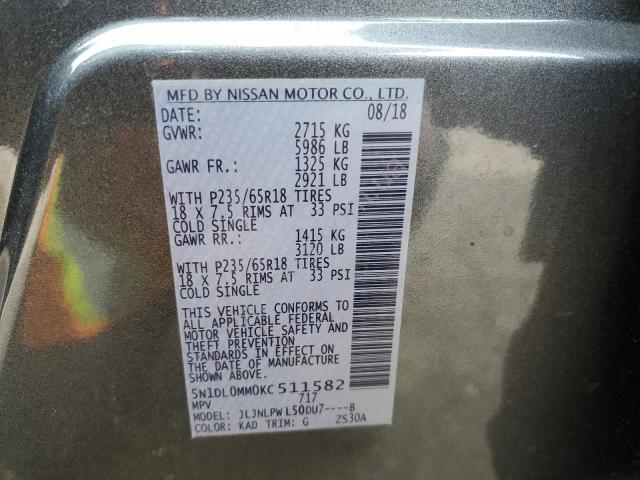 MFD BY NISSAN MOTOR CO., LTD.
DATE: 08/18
GVWR: 2715 KG
5986 LB
GAWR FR: 1325 KG
2921 LB
WITH P235/65R18 TIRES
18 X 7.5 RIMS AT 33 PSI
COLD SINGLE
GAWR RR.: 1415 KG
3120 LB
WITH P235/65R18 TIRES
18 X 7.5 RIMS AT 33 PSI
COLD SINGLE
THIS VEHICLE CONFORMS TO
ALL APPLICABLE FEDERAL
MOTOR VEHICLE SAFETY AND
THEFT PREVENTION
STANDARDS IN EFFECT ON
THE DATE OF MANUFACTURE
SHOWN ABOVE.
5N1DL0MM0KC511582
MPV 717
MODEL: JLJNLPW L50DU7----B
COLOR: KAD TRIM: G ZS30A